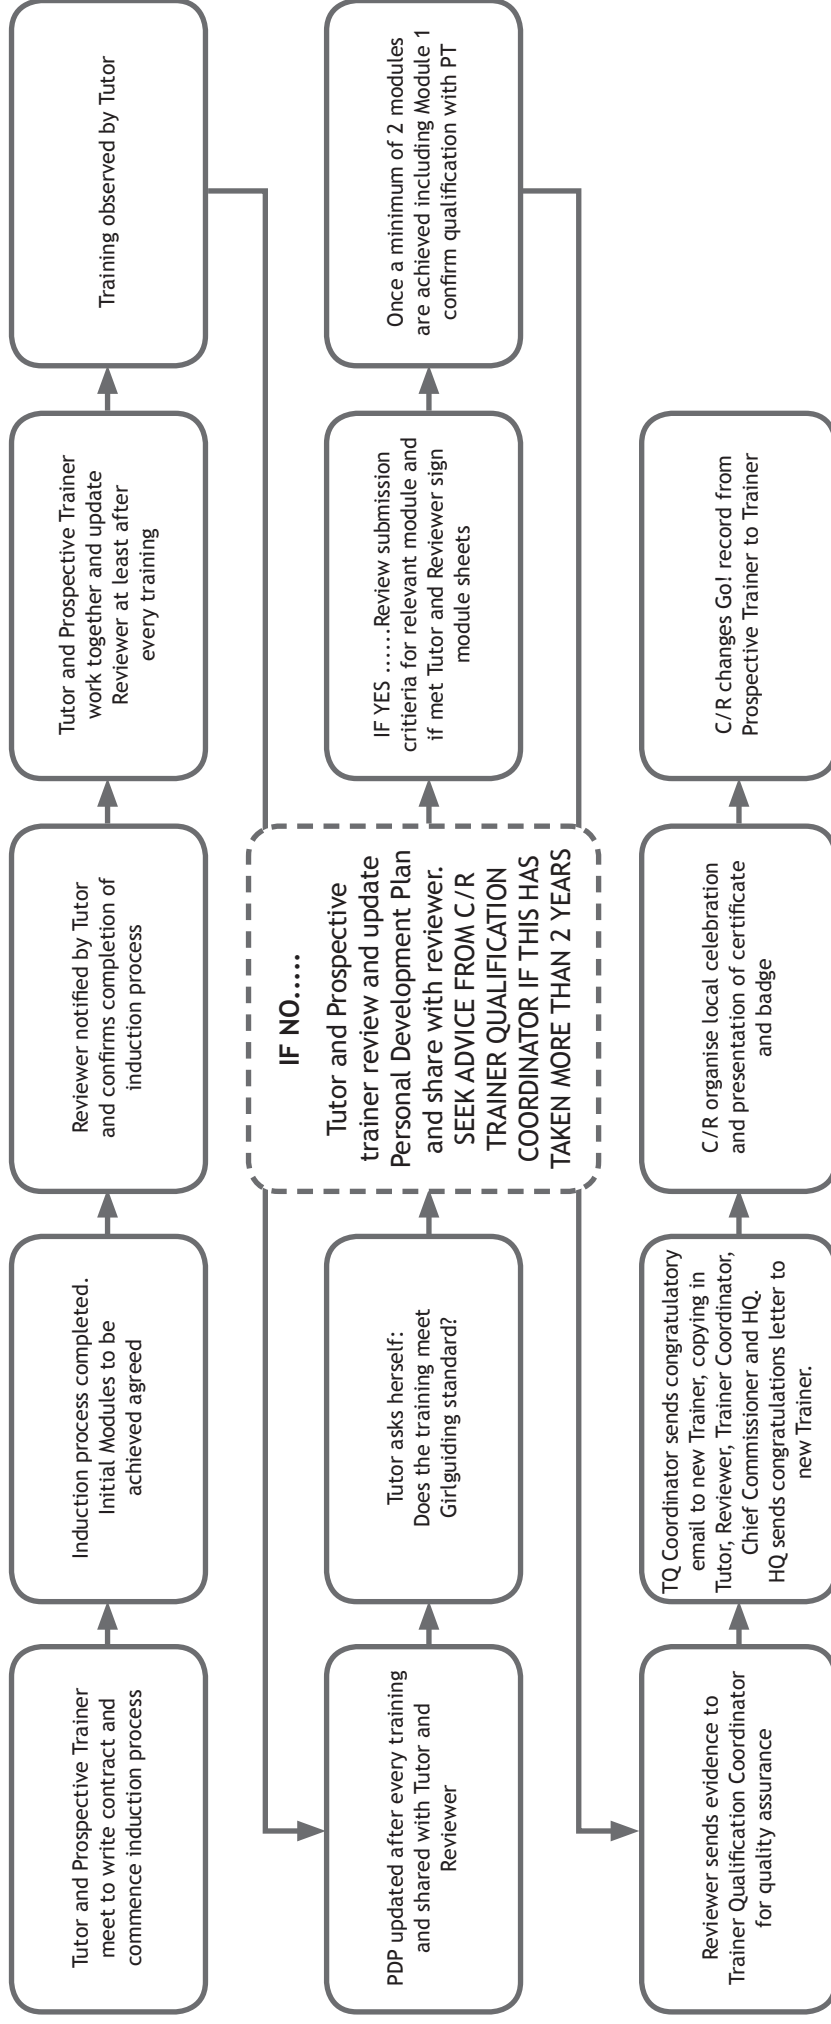 Tutor and Prospective Trainer
meet to write contract and
commence induction process
Induction process completed.
Initial Modules to be
achieved agreed
Reviewer notified by Tutor
and confirms completion of
induction process
Tutor and Prospective Trainer
work together and update
Reviewer at least after
every training
Training observed by Tutor
PDP updated after every training
and shared with Tutor and
Reviewer
Tutor asks herself:
Does the training meet
Girlguiding standard?
IF NO.....
Tutor and Prospective
trainer review and update
Personal Development Plan
and share with reviewer.
SEEK ADVICE FROM C/R
TRAINER QUALIFICATION
COORDINATOR IF THIS HAS
TAKEN MORE THAN 2 YEARS
IF YES ......Review submission
critieria for relevant module and
if met Tutor and Reviewer sign
module sheets
Once a minimum of 2 modules
are achieved including Module 1
confirm qualification with PT
Reviewer sends evidence to
Trainer Qualification Coordinator
for quality assurance
TQ Coordinator sends congratulatory
email to new Trainer, copying in
Tutor, Reviewer, Trainer Coordinator,
Chief Commissioner and HQ.
HQ sends congratulations letter to
new Trainer.
C/R organise local celebration
and presentation of certificate
and badge
C/R changes Go! record from
Prospective Trainer to Trainer